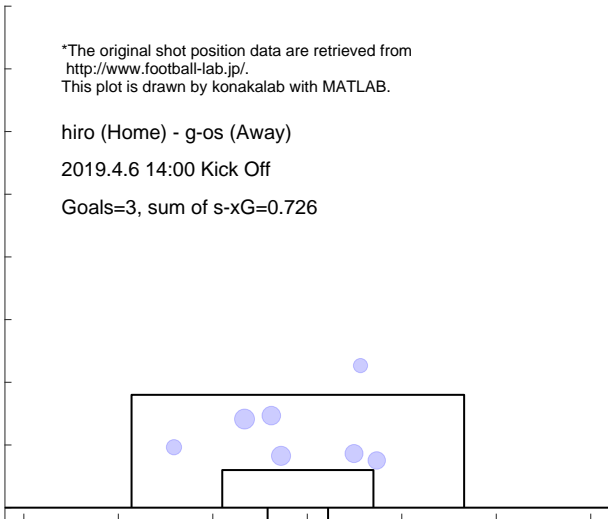 *The original shot position data are retrieved from
http://www.football-lab.jp/.
This plot is drawn by konakalab with MATLAB.
hiro (Home) - g-os (Away)
2019.4.6 14:00 Kick Off
Goals=3, sum of s-xG=0.726